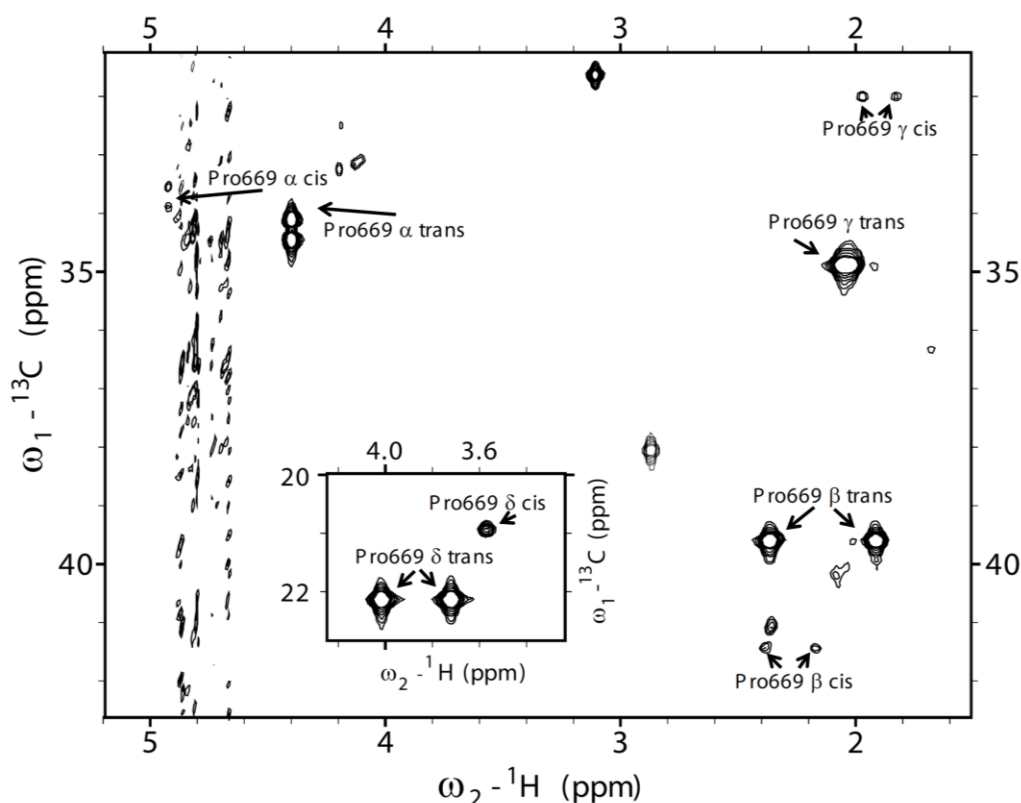 5 4 3 2
Pro669 γ cis
Pro669 α cis
Pro669 γ trans
Pro669 α trans
35 35
ω1 - 13C (ppm)
4.0 3.6
20
Pro669 β trans
Pro669 δ cis
Pro669 δ trans
40 40
22
ω1 - 13C (ppm)
ω2 - 1H (ppm)
Pro669 β cis
5 4 3 2
ω2 - 1H (ppm)